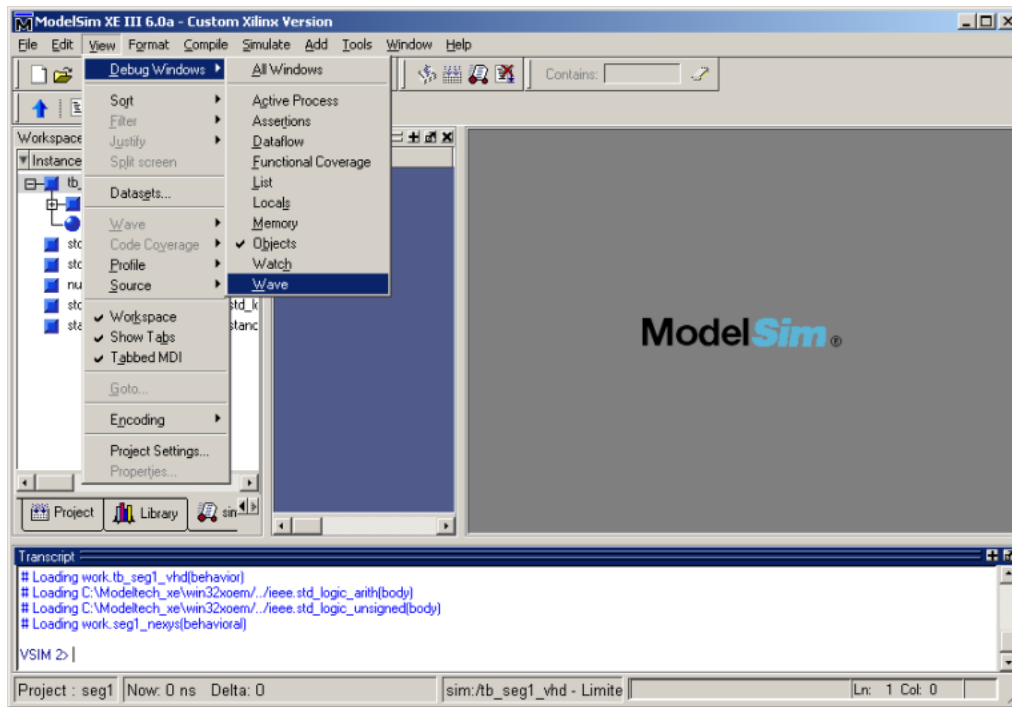 ModelSim XE III 6.0a - Custom Xilinx Version
File Edit View Format Compile Simulate Add Tools Window Help
Contains:
Debug Windows
Sort
Filter
Justify
Split screen
Datasets...
Wave
Code Coverage
Profile
Source
Workspace
Show Tabs
Tabbed MDI
Goto...
Encoding
Project Settings...
Properties...
All Windows
Active Process
Assertions
Dataflow
Functional Coverage
List
Locals
Memory
Objects
Watch
Wave
Workspace
Instance
ModelSim®
Project Library
Transcript
# Loading work.tb_seg1_vhd(behavior)
# Loading C:\Modeltech_xe\win32xoem/../ieee.std_logic_arith(body)
# Loading C:\Modeltech_xe\win32xoem/../ieee.std_logic_unsigned(body)
# Loading work.seg1_nexys(behavioral)
VSIM 2>
Project : seg1 Now: 0 ns Delta: 0 sim:/tb_seg1_vhd - Limite Ln: 1 Col: 0